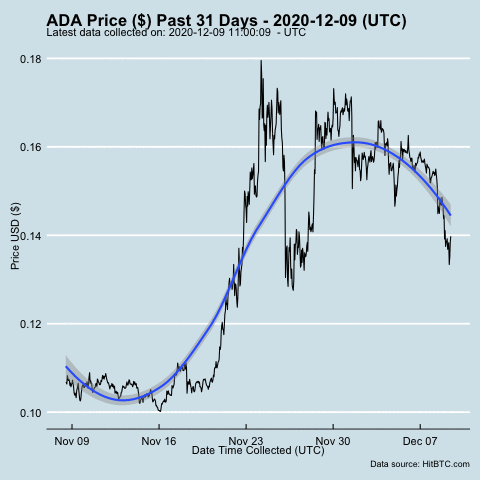 ADA Price ($) Past 31 Days - 2020-12-09 (UTC)
Latest data collected on: 2020-12-09 11:00:09 - UTC
0.18
0.16
0.14
0.12
0.10
Price USD ($)
Nov 09 Nov 16 Nov 23 Nov 30 Dec 07
Date Time Collected (UTC)
Data source: HitBTC.com